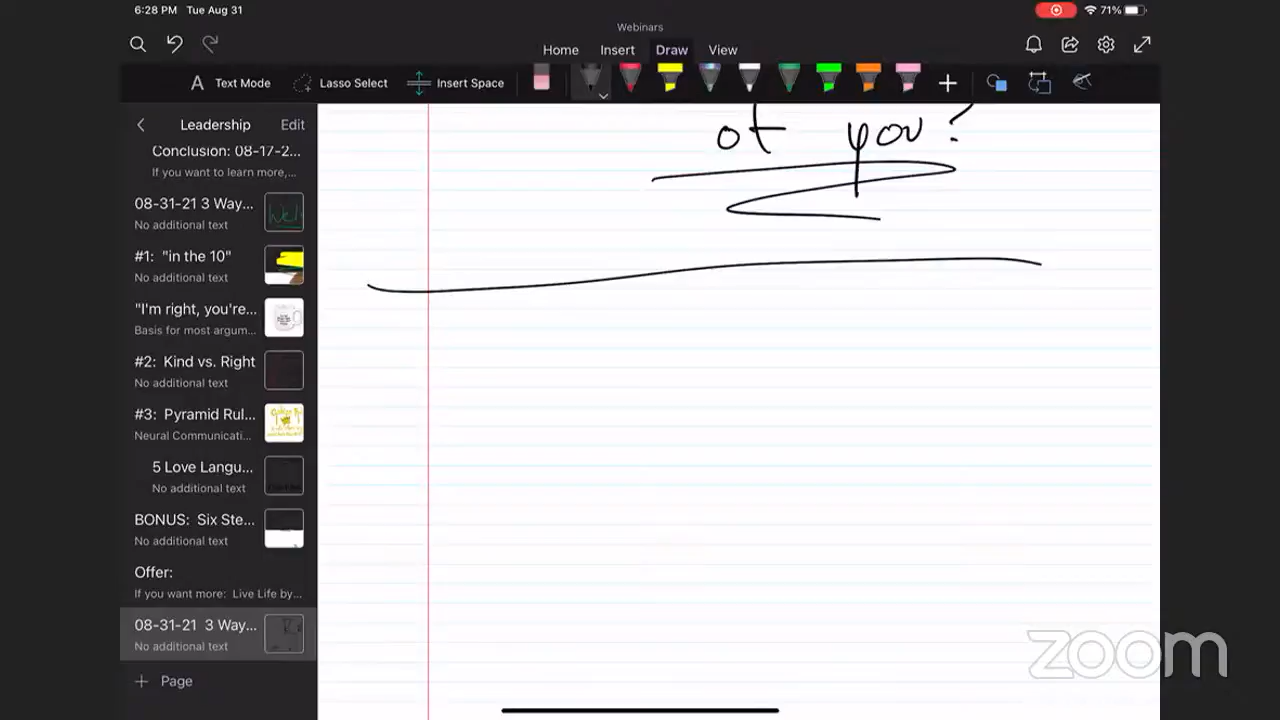 6:28 PM Tue Aug 31
71%
Webinars
Home Insert Draw View
Text Mode Lasso Select Insert Space
Leadership Edit
Conclusion: 08-17-2...
If you want to learn more,...
08-31-21 3 Way...
No additional text
#1: "in the 10"
No additional text
"I'm right, you're...
Basis for most argum...
#2: Kind vs. Right
No additional text
#3: Pyramid Rul...
Neural Communicati...
5 Love Langu...
No additional text
BONUS: Six Ste...
No additional text
Offer:
If you want more: Live Life by...
08-31-21 3 Way...
No additional text
+ Page
of you?
zoom